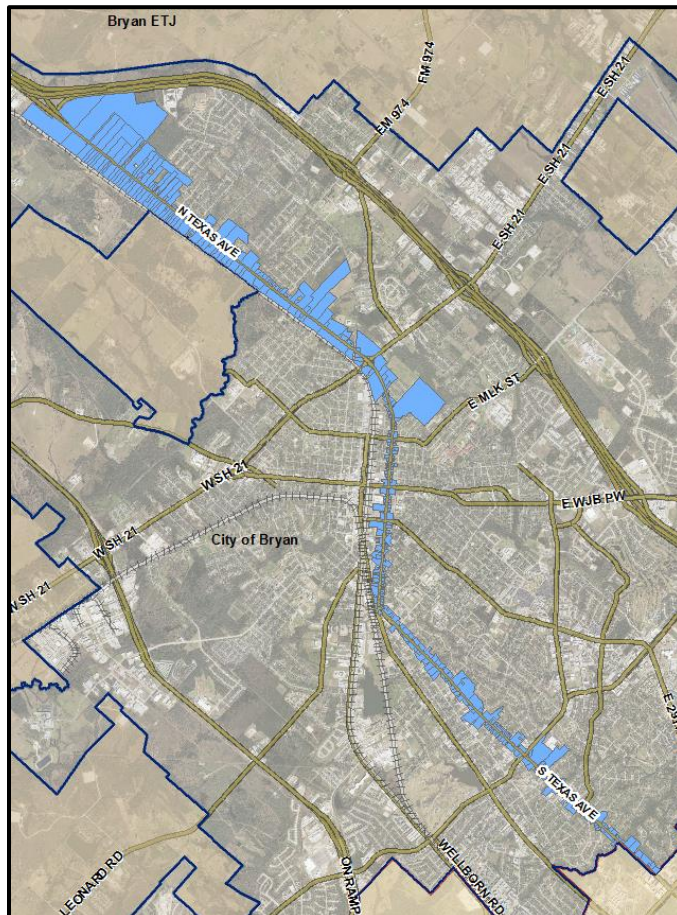 Bryan ETJ
FM 974
FM 974
E SH 21
E SH 21
E SH 21
N TEXAS AVE
E MLK ST
W SH 21
E WJB PW
W SH 21
City of Bryan
W SH 21
E 29TH
S TEXAS AVE
WELLBORN RD
LEONARD RD
ON RAMP